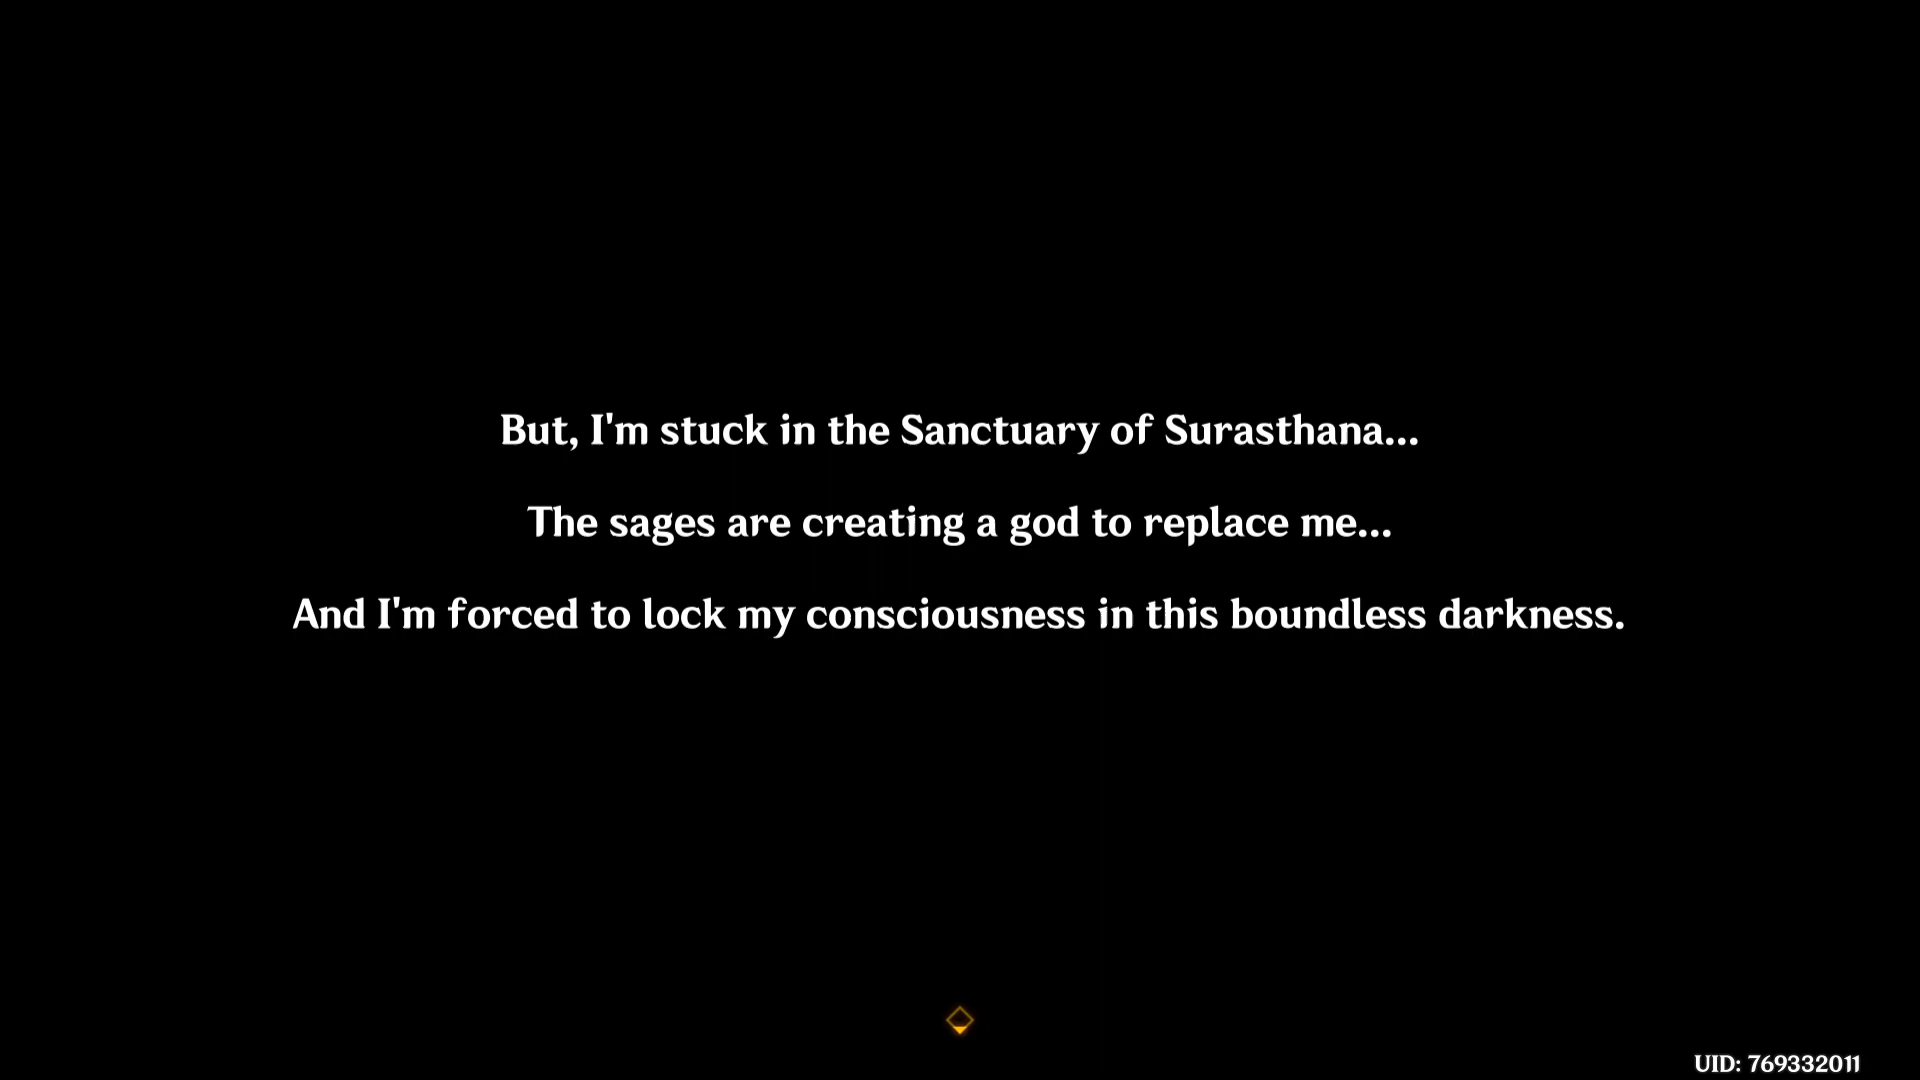 But, I'm stuck in the Sanctuary of Surasthana...
The sages are creating a god to replace me...
And I'm forced to lock my consciousness in this boundless darkness.
UID: 769332011